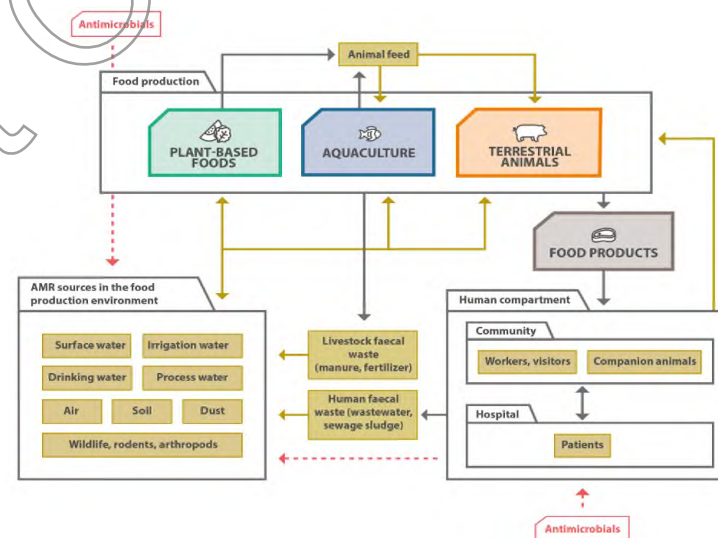 Antimicrobials
Animal feed
Food production
PLANT-BASED
FOODS
AQUACULTURE
TERRESTRIAL
ANIMALS
FOOD PRODUCTS
AMR sources in the food
production environment
Surface water
Irrigation water
Drinking water
Process water
Air
Soil
Dust
Wildlife, rodents, arthropods
Livestock faecal
waste
(manure, fertilizer)
Human faecal
waste (wastewater,
sewage sludge)
Human compartment
Community
Workers, visitors
Companion animals
Hospital
Patients
Antimicrobials